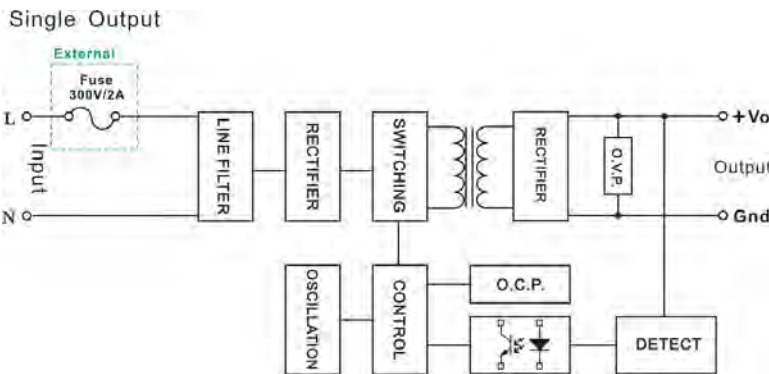 Single Output
External
Fuse
300V/2A
L
N
Input
LINE FILTER
RECTIFIER
SWITCHING
RECTIFIER
O.V.P.
+Vo
Output
Gnd
OSCILLATION
CONTROL
O.C.P.
DETECT